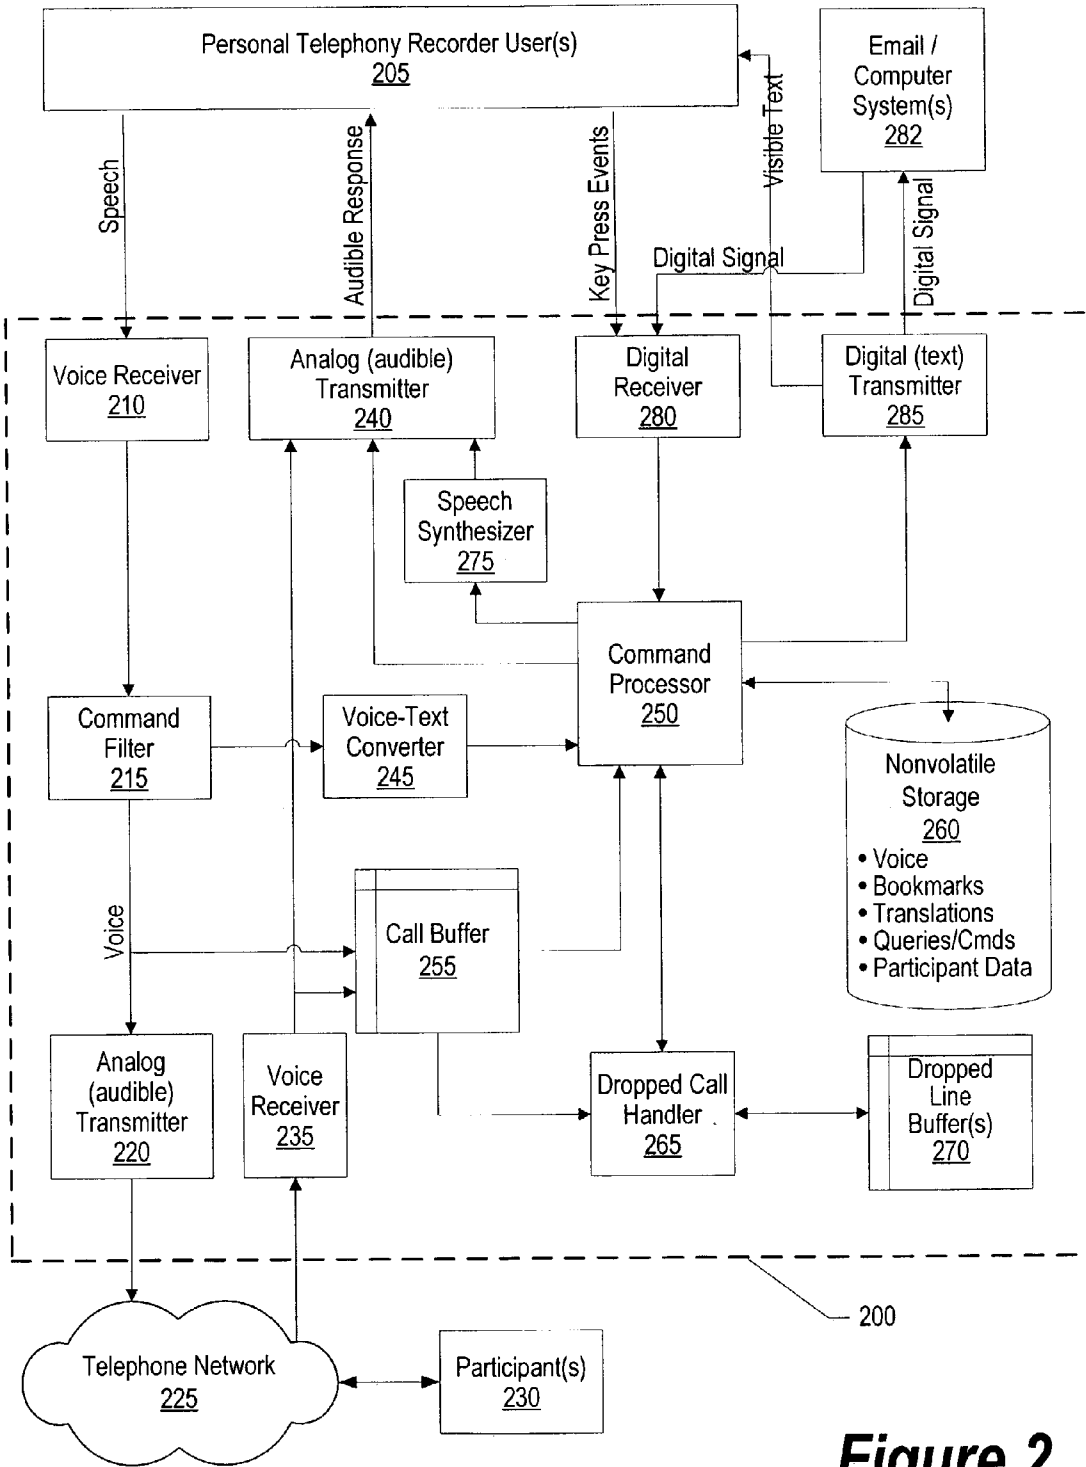 Personal Telephony Recorder User(s)
205
Email /
Computer
System(s)
282
Speech
Audible Response
Key Press Events
Visible Text
Digital Signal
Digital Signal
Voice Receiver
210
Analog (audible)
Transmitter
240
Digital
Receiver
280
Digital (text)
Transmitter
285
Speech
Synthesizer
275
Command
Processor
250
Command
Filter
215
Voice-Text
Converter
245
Nonvolatile
Storage
260
• Voice
• Bookmarks
• Translations
• Queries/Cmds
• Participant Data
Voice
Call Buffer
255
Analog
(audible)
Transmitter
220
Voice
Receiver
235
Dropped Call
Handler
265
Dropped
Line
Buffer(s)
270
200
Telephone Network
225
Participant(s)
230
Figure 2